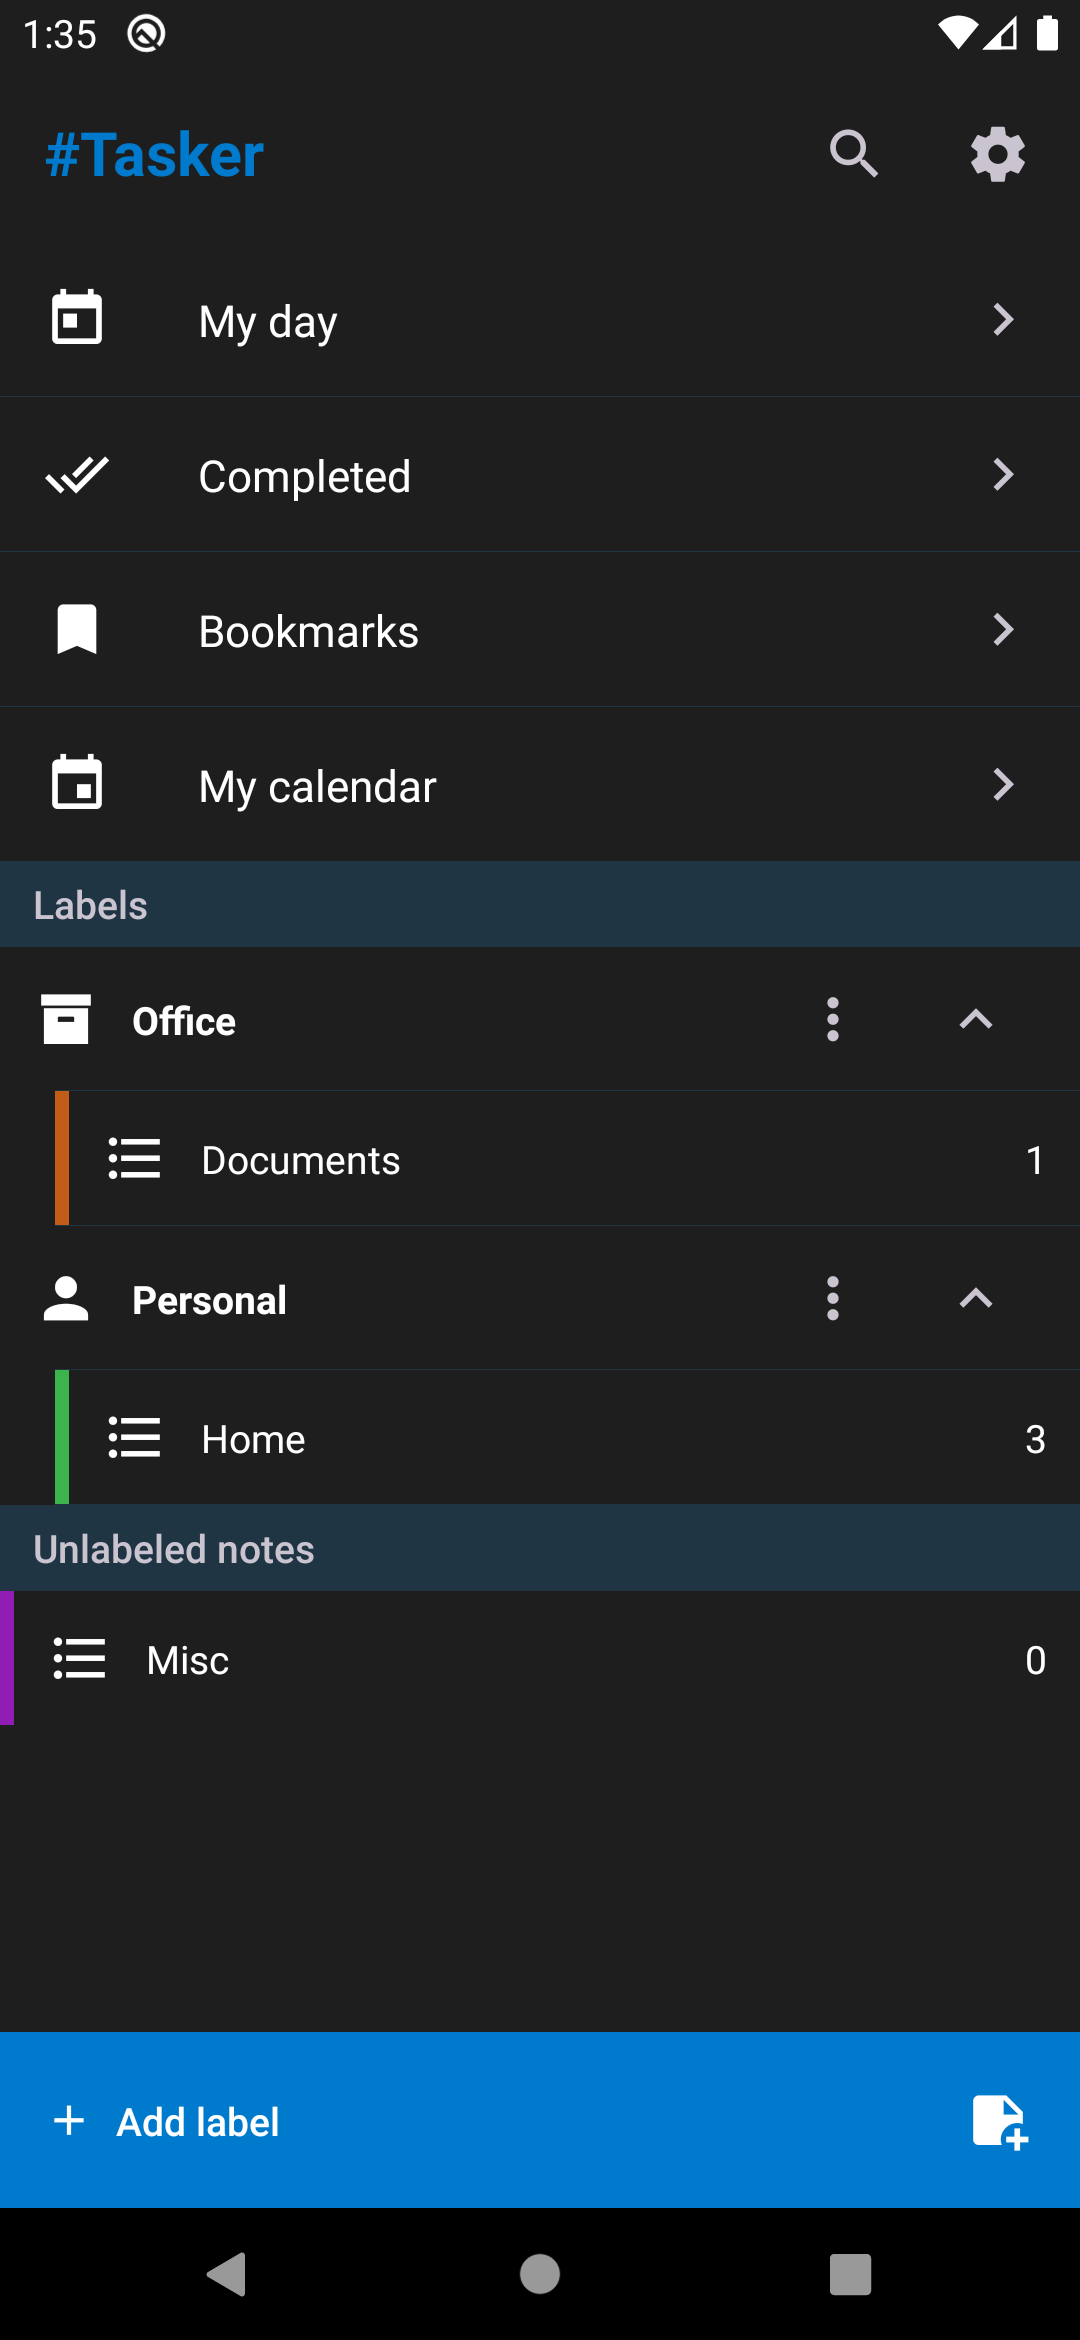 1:35
#Tasker
My day
Completed
Bookmarks
My calendar
Labels
Office
Documents 1
Personal
Home 3
Unlabeled notes
Misc 0
Add label